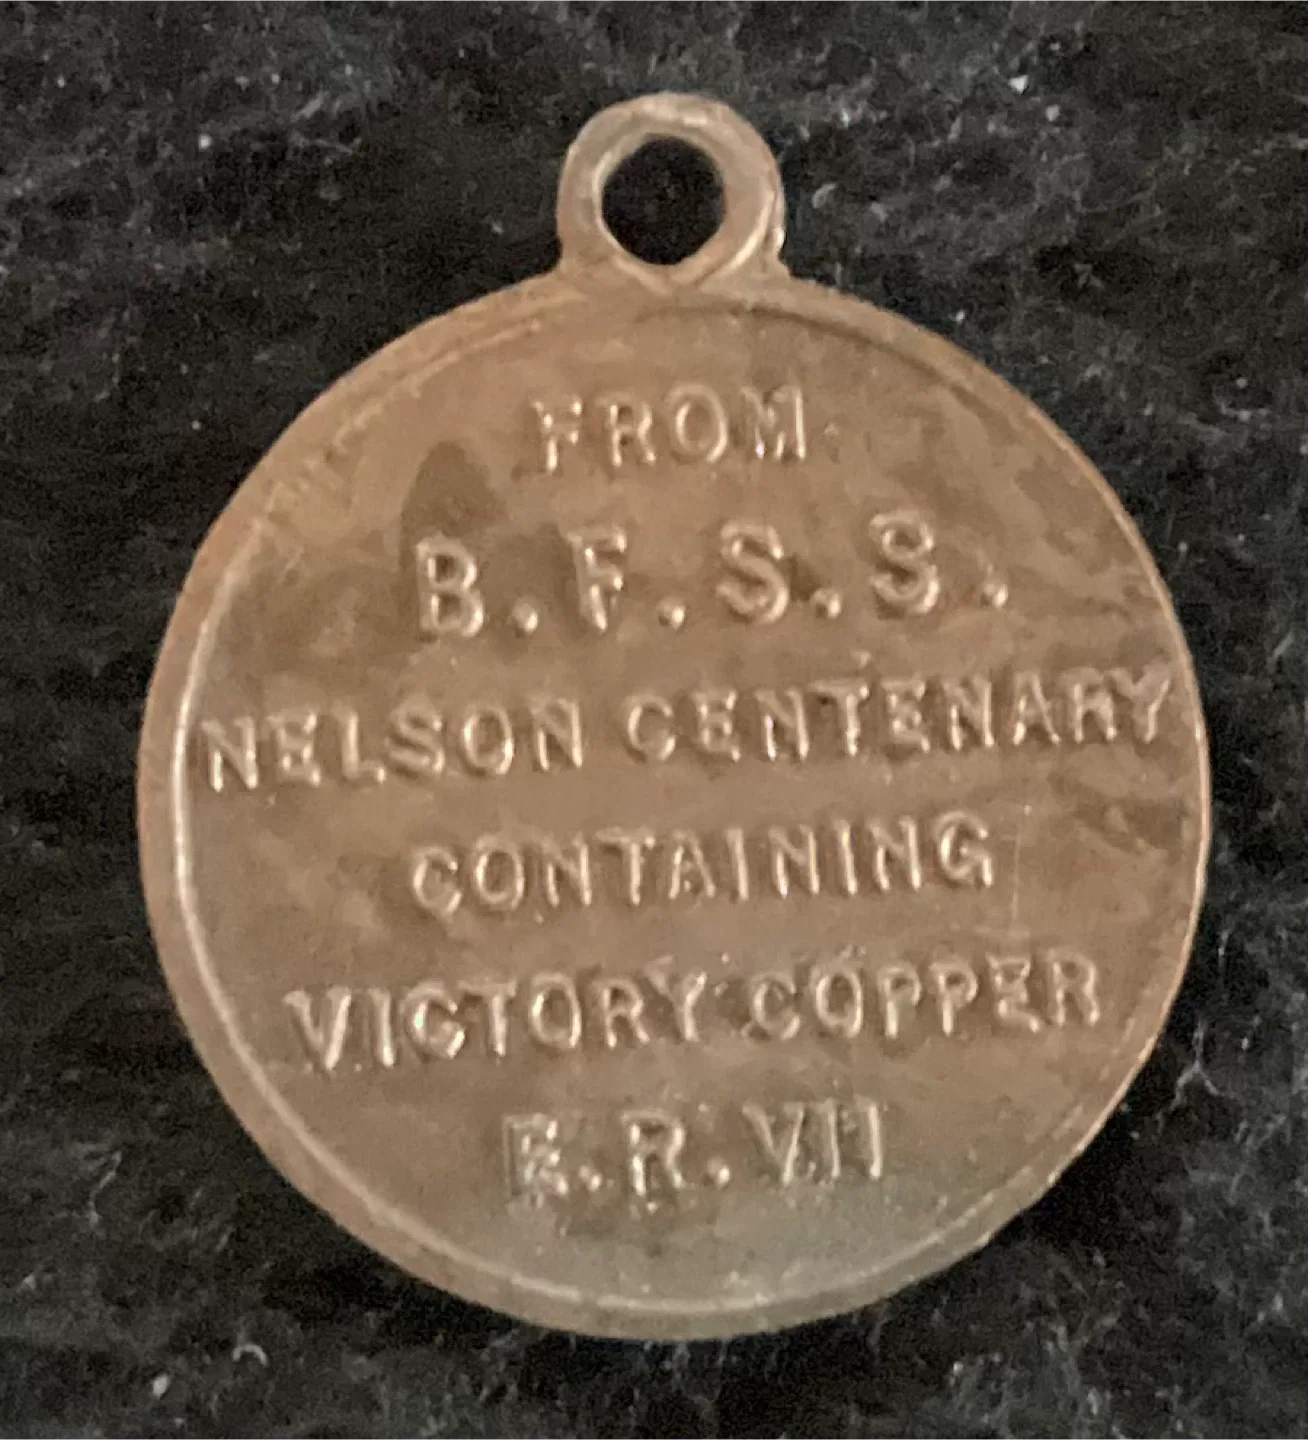 FROM
B.F.S.S.
NELSON CENTENARY
CONTAINING
VICTORY COPPER
E.R.VII